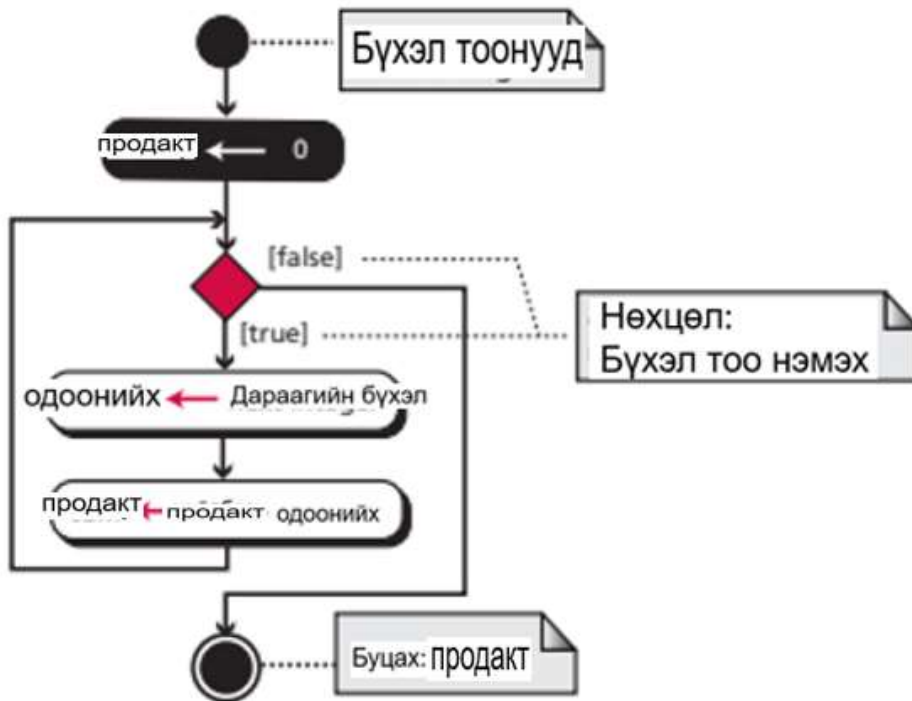 Бүхэл тоонууд
продакт ← 0
[false]
[true]
Нөхцөл:
Бүхэл тоо нэмэх
одоонийх ← Дараагийн бүхэл
продакт ← продакт одоонийх
Буцах: продакт